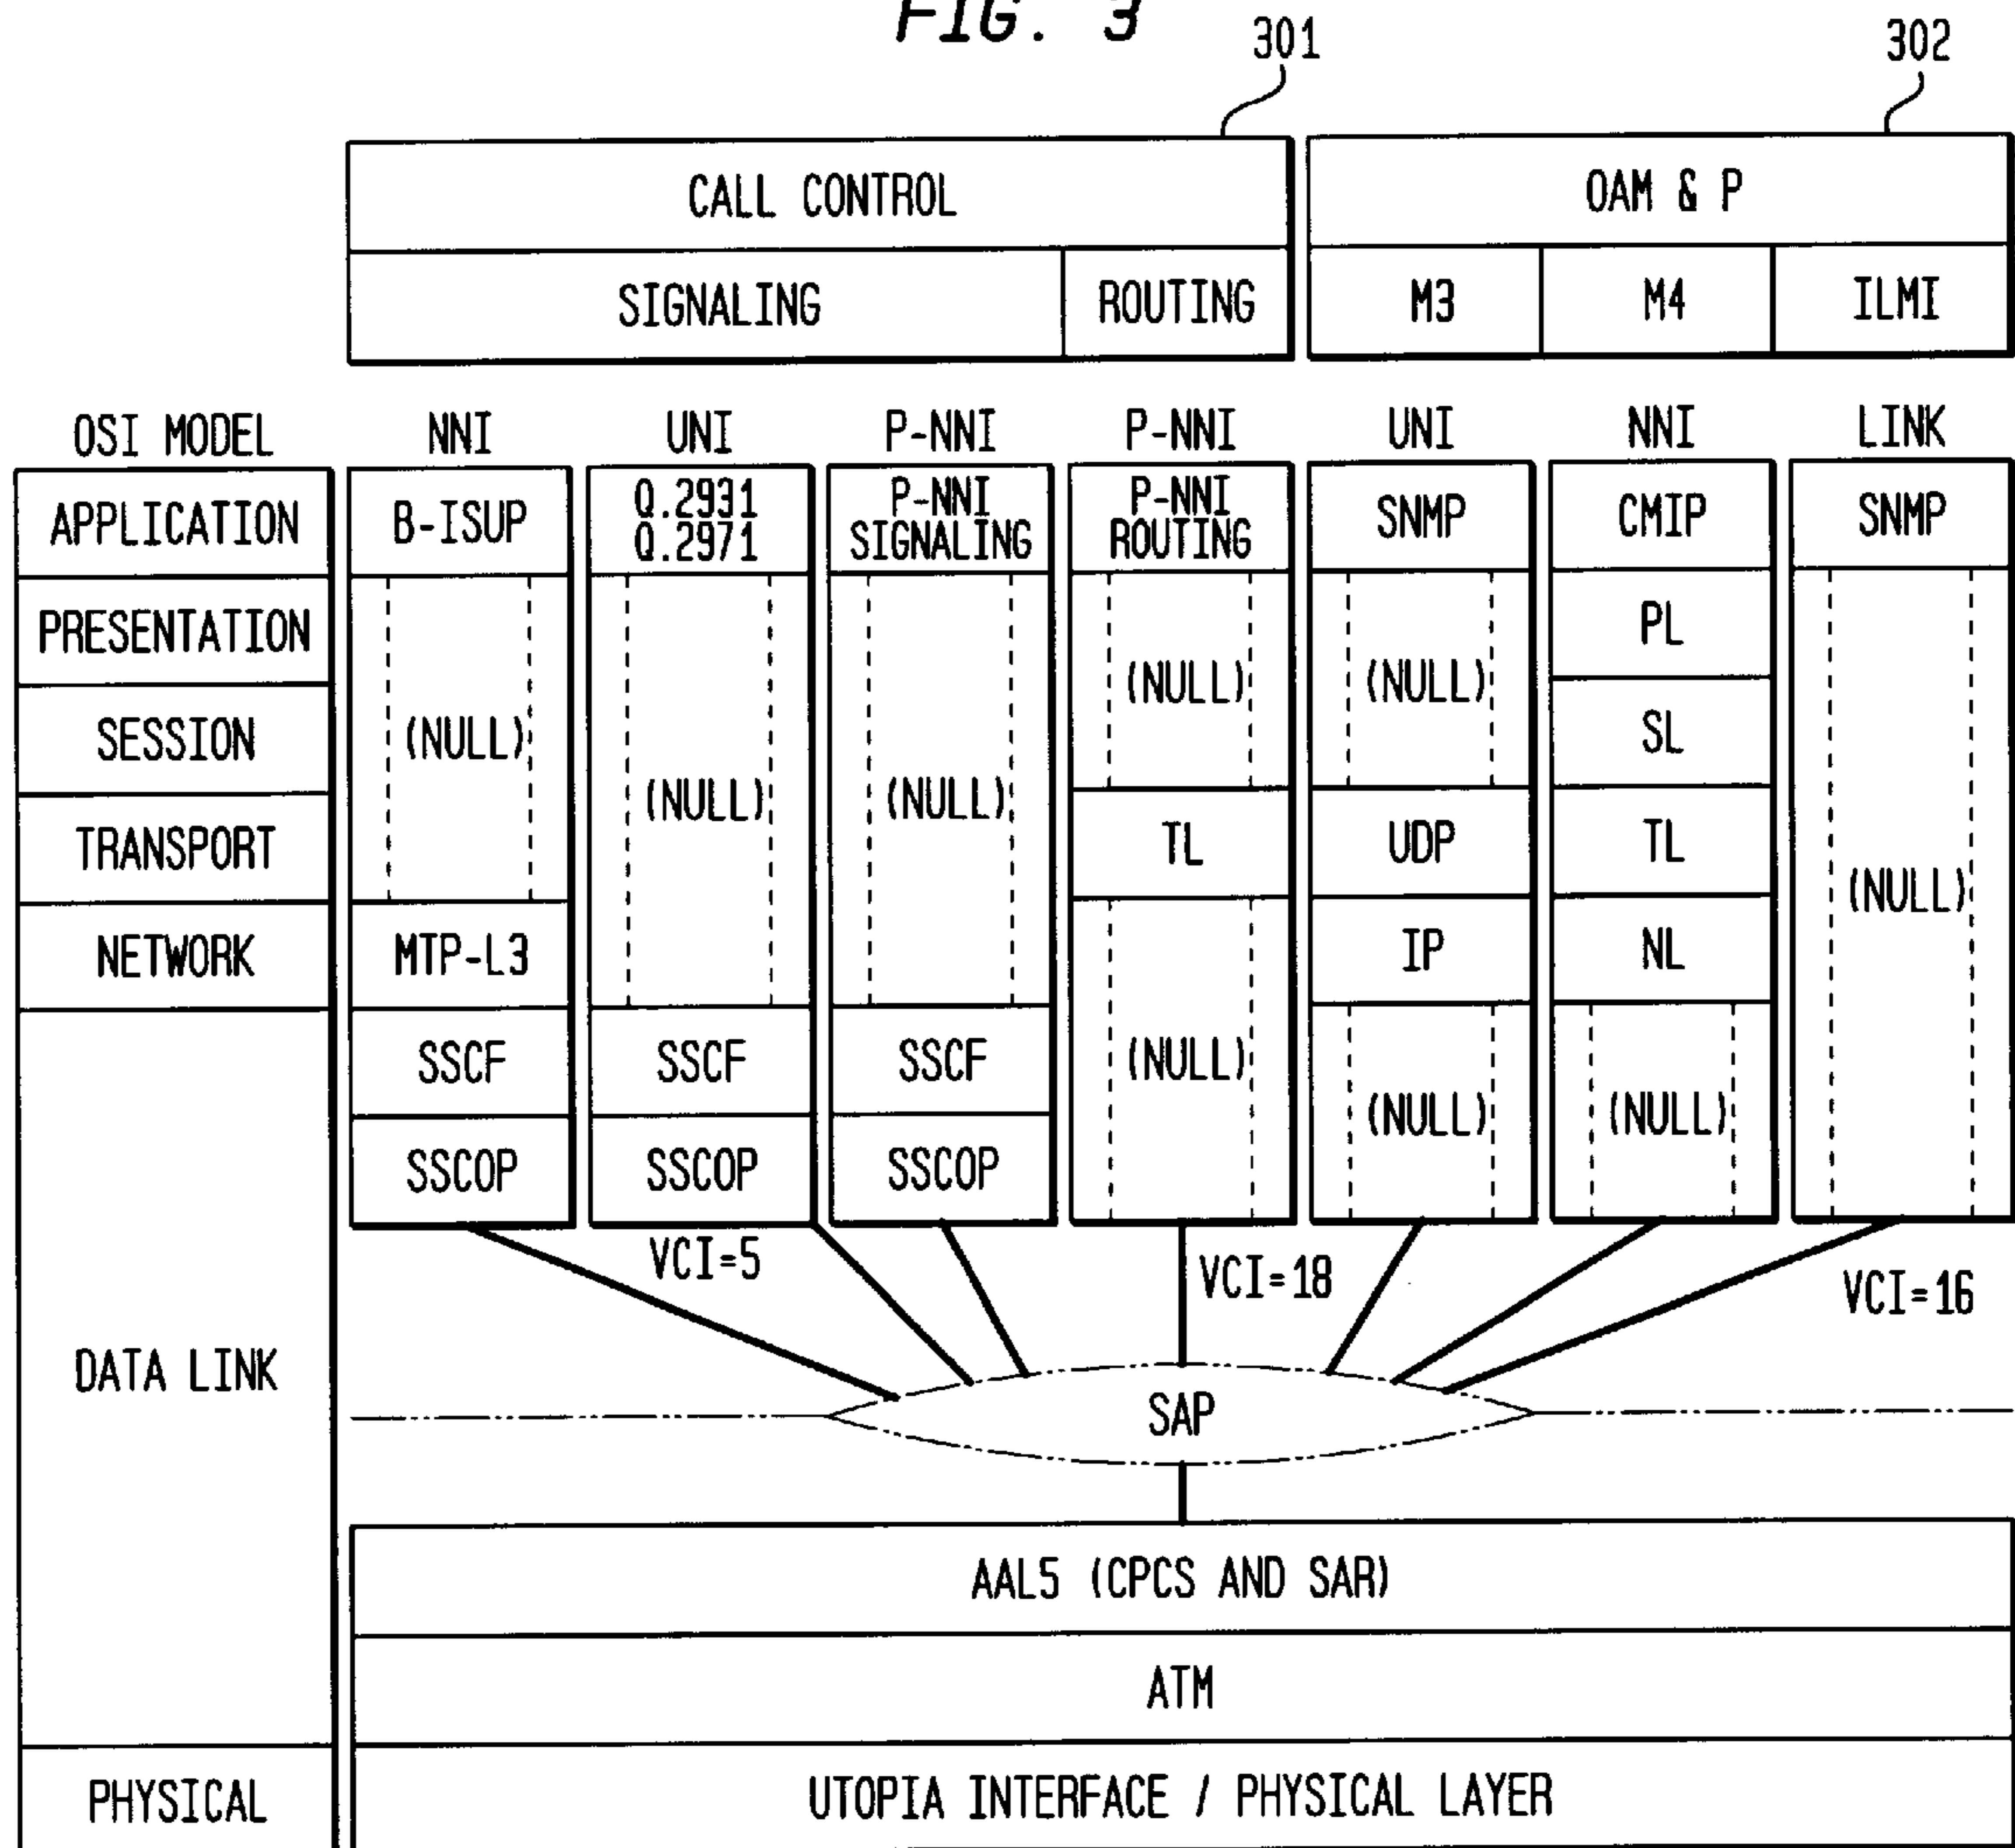 FIG. 3
301
302
CALL CONTROL
OAM & P
SIGNALING
ROUTING
M3
M4
ILMI
OSI MODEL
NNI
UNI
P-NNI
P-NNI
UNI
NNI
LINK
APPLICATION
B-ISUP
Q.2931
Q.2971
P-NNI
SIGNALING
P-NNI
ROUTING
SNMP
CMIP
SNMP
PRESENTATION
(NULL)
(NULL)
PL
SESSION
(NULL)
SL
(NULL)
(NULL)
TRANSPORT
TL
UDP
TL
(NULL)
NETWORK
MTP-L3
IP
NL
SSCF
SSCF
SSCF
(NULL)
(NULL)
(NULL)
SSCOP
SSCOP
SSCOP
VCI=5
VCI=18
VCI=16
DATA LINK
SAP
AAL5 (CPCS AND SAR)
ATM
PHYSICAL
UTOPIA INTERFACE / PHYSICAL LAYER